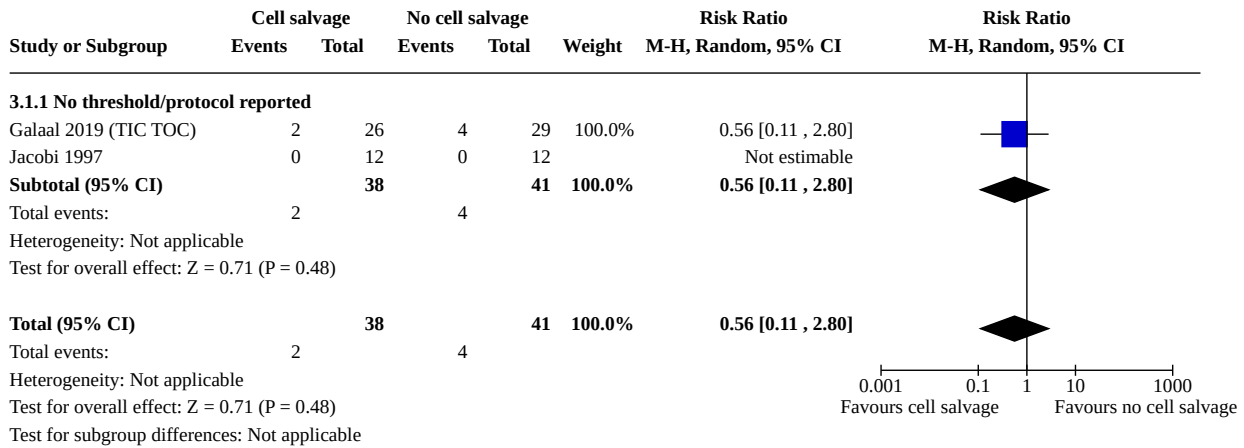 Cell salvage No cell salvage Risk Ratio Risk Ratio
Study or Subgroup Events Total Events Total Weight M-H, Random, 95% CI M-H, Random, 95% CI
3.1.1 No threshold/protocol reported
Galaal 2019 (TIC TOC) 2 26 4 29 100.0% 0.56 [0.11 , 2.80]
Jacobi 1997 0 12 0 12 Not estimable
Subtotal (95% CI) 38 41 100.0% 0.56 [0.11 , 2.80]
Total events: 2 4
Heterogeneity: Not applicable
Test for overall effect: Z = 0.71 (P = 0.48)
Total (95% CI) 38 41 100.0% 0.56 [0.11 , 2.80]
Total events: 2 4
Heterogeneity: Not applicable
0.001 0.1 1 10 1000
Test for overall effect: Z = 0.71 (P = 0.48) Favours cell salvage Favours no cell salvage
Test for subgroup differences: Not applicable